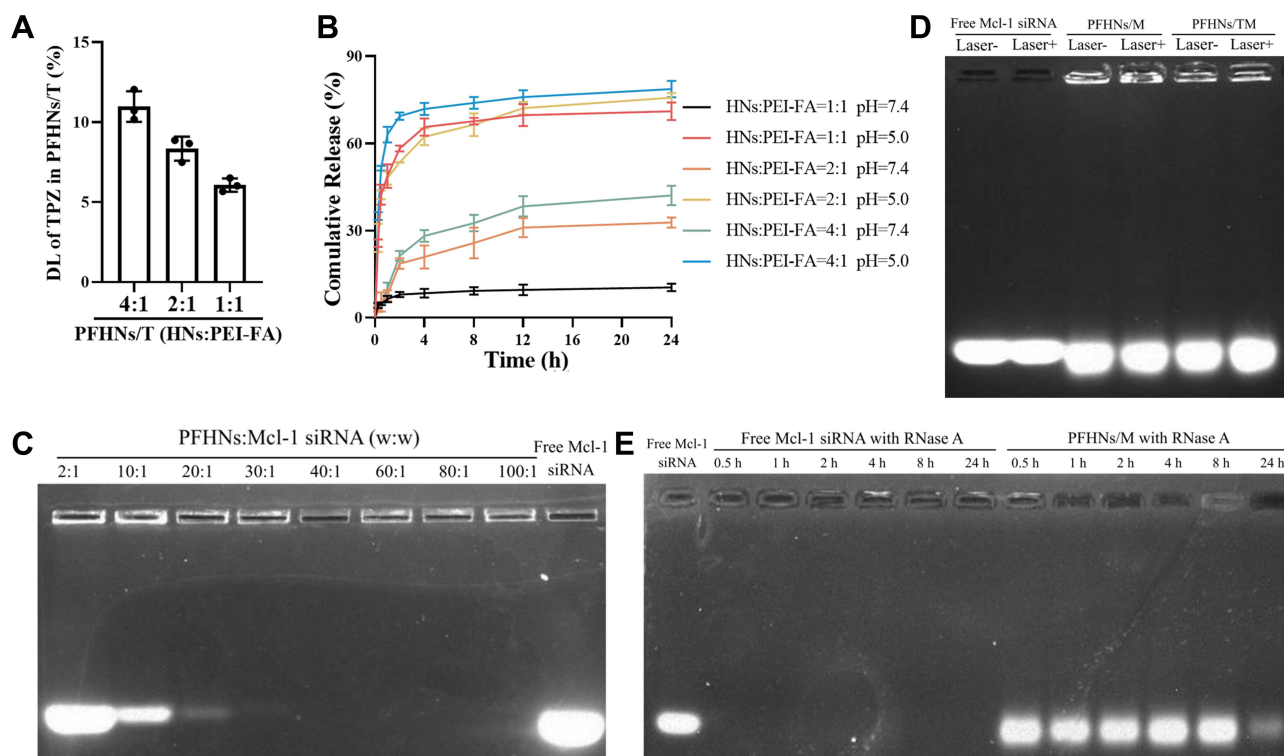 A
15
10
5
0
DL of TPZ in PFHNs/T (%)
4:1 2:1 1:1
PFHNs/T (HNs:PEI-FA)
B
90
60
30
0
Comulative Release (%)
0 4 8 12 16 20 24
Time (h)
HNs:PEI-FA=1:1 pH=7.4
HNs:PEI-FA=1:1 pH=5.0
HNs:PEI-FA=2:1 pH=7.4
HNs:PEI-FA=2:1 pH=5.0
HNs:PEI-FA=4:1 pH=7.4
HNs:PEI-FA=4:1 pH=5.0
D
Free Mcl-1 siRNA PFHNs/M PFHNs/TM
Laser- Laser+ Laser- Laser+ Laser- Laser+
C
PFHNs:Mcl-1 siRNA (w:w)
Free Mcl-1
siRNA
2:1 10:1 20:1 30:1 40:1 60:1 80:1 100:1
E
Free Mcl-1
siRNA
Free Mcl-1 siRNA with RNase A
0.5 h 1 h 2 h 4 h 8 h 24 h
PFHNs/M with RNase A
0.5 h 1 h 2 h 4 h 8 h 24 h